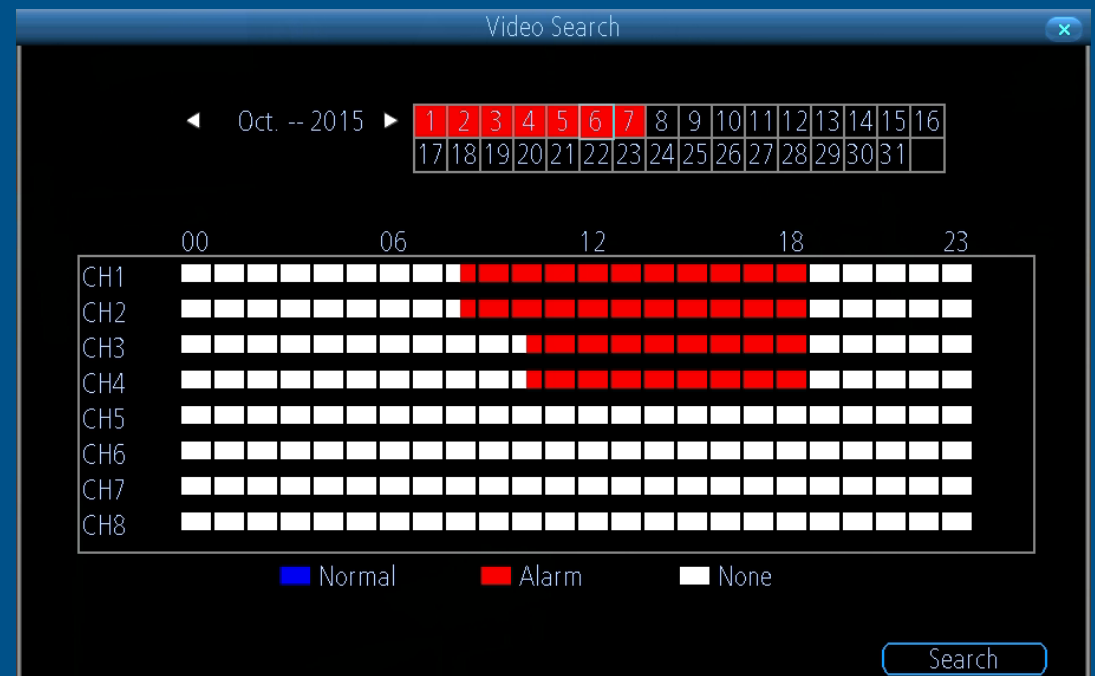 Video Search
Oct. -- 2015 1 2 3 4 5 6 7 8 9 10 11 12 13 14 15 16
17 18 19 20 21 22 23 24 25 26 27 28 29 30 31
00 06 12 18 23
CH1
CH2
CH3
CH4
CH5
CH6
CH7
CH8
Normal Alarm None
Search